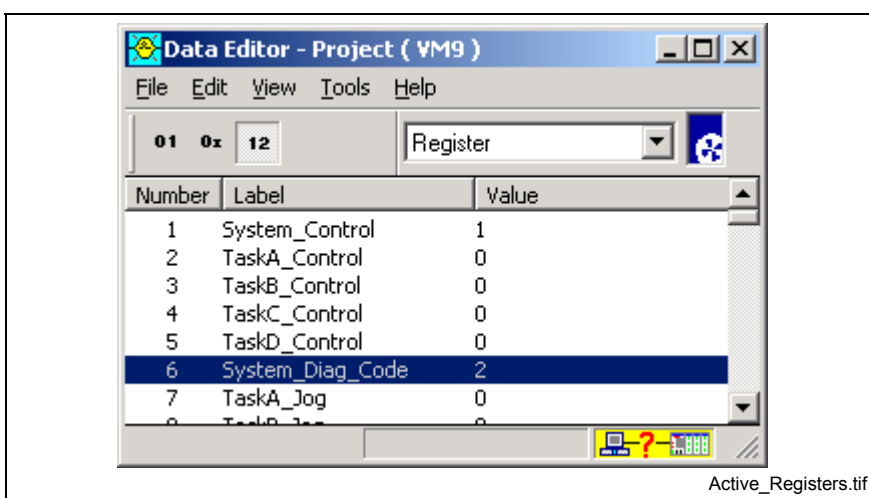 Data Editor - Project ( VM9 )
File Edit View Tools Help
01 0x 12 Register
Number Label Value
1 System_Control 1
2 TaskA_Control 0
3 TaskB_Control 0
4 TaskC_Control 0
5 TaskD_Control 0
6 System_Diag_Code 2
7 TaskA_Jog 0
?
Active_Registers.tif